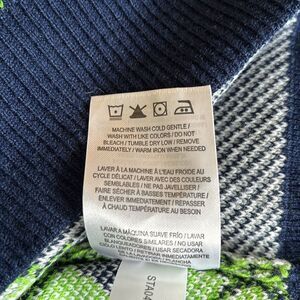 MACHINE WASH COLD GENTLE /
WASH WITH LIKE COLORS / DO NOT
BLEACH / TUMBLE DRY LOW / REMOVE
IMMEDIATELY / WARM IRON WHEN NEEDED
LAVER À LA MACHINE À L'EAU FROIDE AU
CYCLE DÉLICAT / LAVER AVEC DES COULEURS
SEMBLABLES / NE PAS JAVELLISER /
FAIRE SÉCHER À BASSES TEMPÉRATURE /
ENLEVER IMMÉDIATEMENT / REPASSER
À CHAUD TEMPÉRATURE AU BESOIN
LAVAR A MÁQUINA SUAVE FRÍO / LAVAR
CON COLORES SIMILARES / NO USAR
BLANQUEADORES /